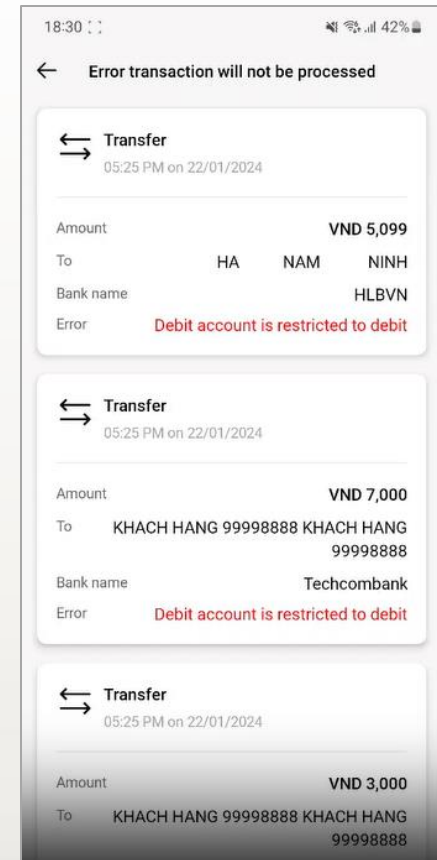 18:30
42%
Error transaction will not be processed
Transfer
05:25 PM on 22/01/2024
Amount VND 5,099
To HA NAM NINH
Bank name HLBVN
Error Debit account is restricted to debit
Transfer
05:25 PM on 22/01/2024
Amount VND 7,000
To KHACH HANG 99998888 KHACH HANG
99998888
Bank name Techcombank
Error Debit account is restricted to debit
Transfer
05:25 PM on 22/01/2024
Amount VND 3,000
To KHACH HANG 99998888 KHACH HANG
99998888